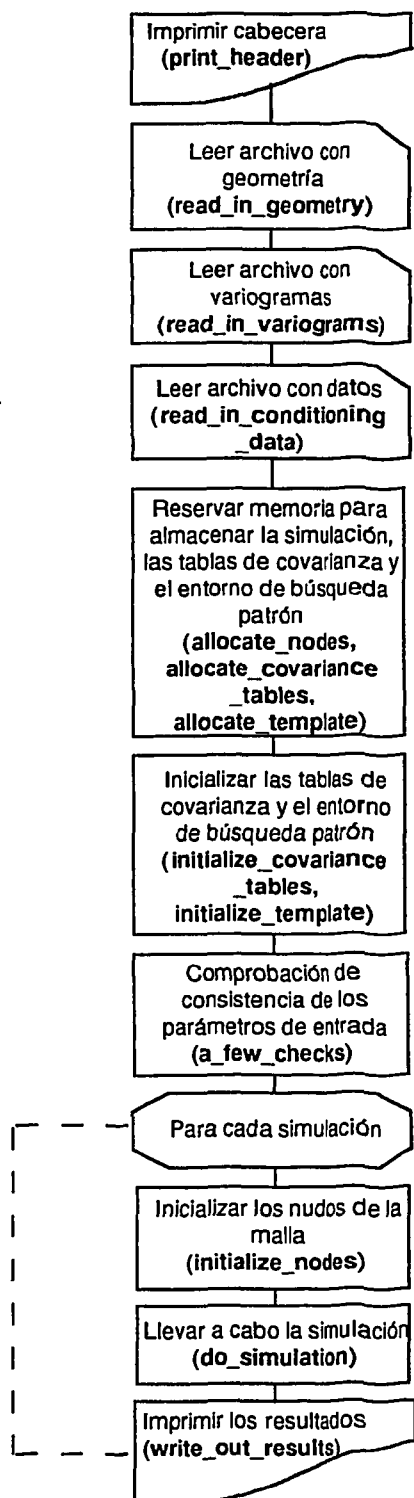 Imprimir cabecera
(print_header)
Leer archivo con
geometría
(read_in_geometry)
Leer archivo con
variogramas
(read_in_variograms)
Leer archivo con datos
(read_in_conditioning
_data)
Reservar memoria para
almacenar la simulación,
las tablas de covarianza y
el entorno de búsqueda
patrón
(allocate_nodes,
allocate_covariance
_tables,
allocate_template)
Inicializar las tablas de
covarianza y el entorno
de búsqueda patrón
(initialize_covariance
_tables,
initialize_template)
Comprobación de
consistencia de los
parámetros de entrada
(a_few_checks)
Para cada simulación
Inicializar los nudos de la
malla
(initialize_nodes)
Llevar a cabo la simulación
(do_simulation)
Imprimir los resultados
(write_out_results)